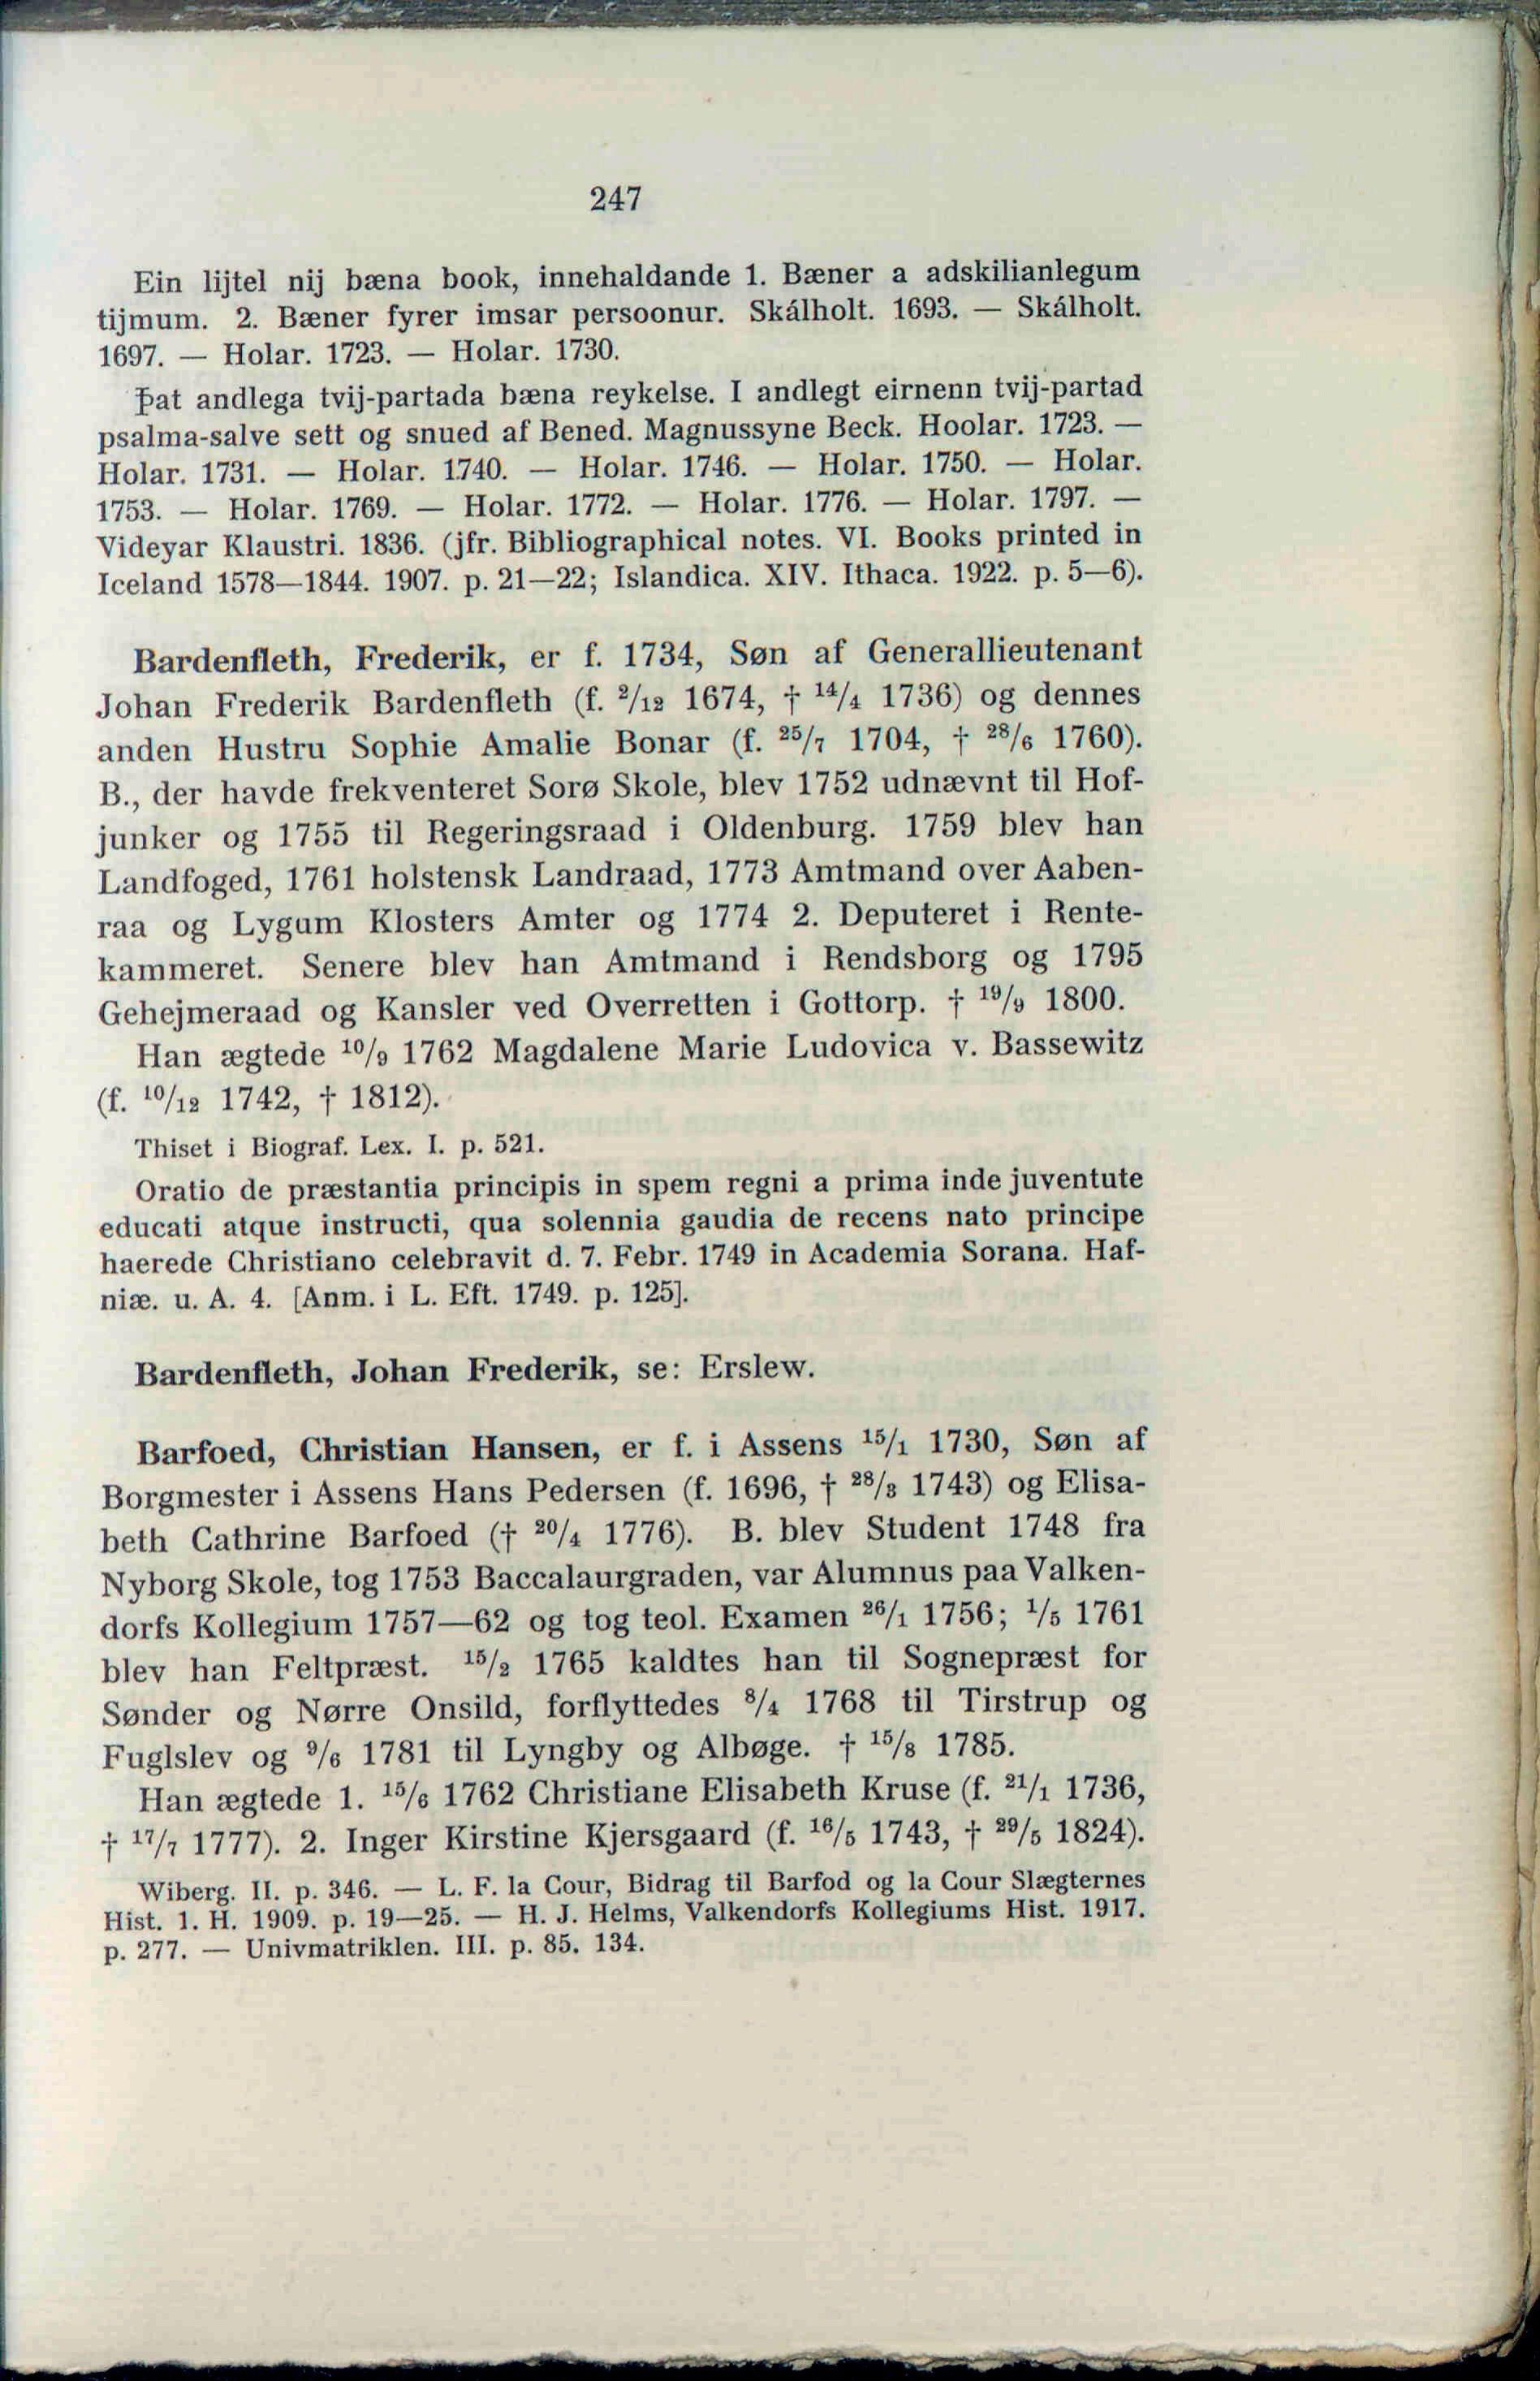 247
Ein lijtel nij bæna book, innehaldande 1. Bæner a adskilianlegum
tijmum. 2. Bæner fyrer imsar persoonur. Skálholt. 1693. — Skálholt.
1697. — Holar. 1723. — Holar. 1730.
Þat andlega tvij-partada bæna reykelse. I andlegt eirnenn tvij-partad
psalma-salve sett og snued af Bened. Magnussyne Beck. Hoolar. 1723. —
Holar. 1731. — Holar. 1740. — Holar. 1746. — Holar. 1750. — Holar.
1753. — Holar. 1769. — Holar. 1772. — Holar. 1776. — Holar. 1797. —
Videyar Klaustri. 1836. (jfr. Bibliographical notes. VI. Books printed in
Iceland 1578—1844. 1907. p. 21—22; Islandica. XIV. Ithaca. 1922. p. 5—6).
Bardenfleth, Frederik, er f. 1734, Søn af Generallieutenant
Johan Frederik Bardenfleth (f. ²/₁₂ 1674, † ¹⁴/₄ 1736) og dennes
anden Hustru Sophie Amalie Bonar (f. ²⁵/₇ 1704, † ²⁸/₆ 1760).
B., der havde frekventeret Sorø Skole, blev 1752 udnævnt til Hof-
junker og 1755 til Regeringsraad i Oldenburg. 1759 blev han
Landfoged, 1761 holstensk Landraad, 1773 Amtmand over Aaben-
raa og Lygum Klosters Amter og 1774 2. Deputeret i Rente-
kammeret. Senere blev han Amtmand i Rendsborg og 1795
Gehejmeraad og Kansler ved Overretten i Gottorp. † ¹⁹/₉ 1800.
Han ægtede ¹⁰/₉ 1762 Magdalene Marie Ludovica v. Bassewitz
(f. ¹⁰/₁₂ 1742, † 1812).
Thiset i Biograf. Lex. I. p. 521.
Oratio de præstantia principis in spem regni a prima inde juventute
educati atque instructi, qua solennia gaudia de recens nato principe
haerede Christiano celebravit d. 7. Febr. 1749 in Academia Sorana. Haf-
niæ. u. A. 4. [Anm. i L. Eft. 1749. p. 125].
Bardenfleth, Johan Frederik, se: Erslew.
Barfoed, Christian Hansen, er f. i Assens ¹⁵/₁ 1730, Søn af
Borgmester i Assens Hans Pedersen (f. 1696, † ²⁸/₃ 1743) og Elisa-
beth Cathrine Barfoed († ²⁰/₄ 1776). B. blev Student 1748 fra
Nyborg Skole, tog 1753 Baccalaurgraden, var Alumnus paa Valken-
dorfs Kollegium 1757—62 og tog teol. Examen ²⁶/₁ 1756; ¹/₅ 1761
blev han Feltpræst. ¹⁵/₂ 1765 kaldtes han til Sognepræst for
Sønder og Nørre Onsild, forflyttedes ⁸/₄ 1768 til Tirstrup og
Fuglslev og ⁹/₆ 1781 til Lyngby og Albøge. † ¹⁵/₈ 1785.
Han ægtede 1. ¹⁵/₆ 1762 Christiane Elisabeth Kruse (f. ²¹/₁ 1736,
† ¹⁷/₇ 1777). 2. Inger Kirstine Kjersgaard (f. ¹⁶/₅ 1743, † ²⁹/₅ 1824).
Wiberg. II. p. 346. — L. F. la Cour, Bidrag til Barfod og la Cour Slægternes
Hist. 1. H. 1909. p. 19—25. — H. J. Helms, Valkendorfs Kollegiums Hist. 1917.
p. 277. — Univmatriklen. III. p. 85. 134.